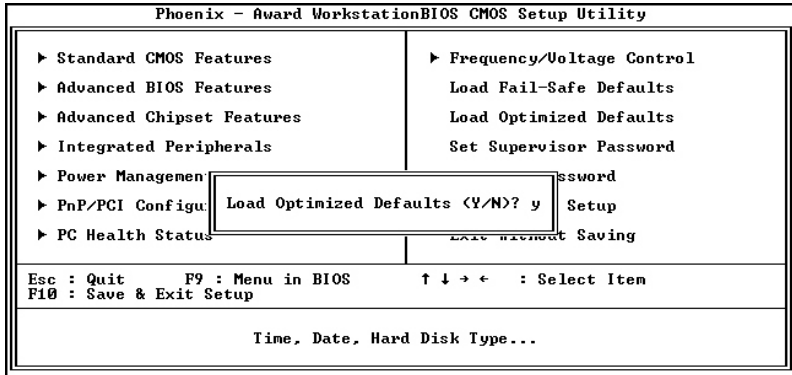 Phoenix - Award WorkstationBIOS CMOS Setup Utility
▶ Standard CMOS Features
▶ Advanced BIOS Features
▶ Advanced Chipset Features
▶ Integrated Peripherals
▶ Power Managemen
▶ PnP/PCI Configu
▶ PC Health Status
▶ Frequency/Voltage Control
Load Fail-Safe Defaults
Load Optimized Defaults
Set Supervisor Password
ssword
Setup
Exit Without Saving
Load Optimized Defaults (Y/N)? y
Esc : Quit F9 : Menu in BIOS ↑ ↓ → ← : Select Item
F10 : Save & Exit Setup
Time, Date, Hard Disk Type...